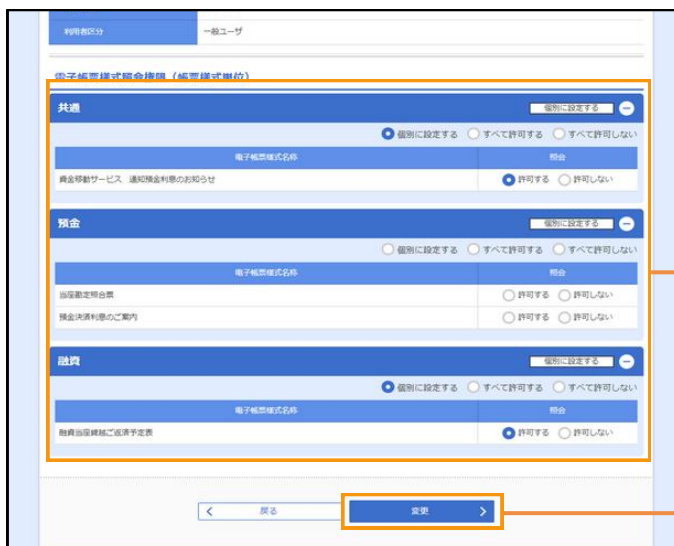 利用者区分 一般ユーザ
電子帳票様式照会権限（帳票様式単位）
共通 個別に設定する
個別に設定する すべて許可する すべて許可しない
電子帳票様式名称 照会
資金移動サービス 通知預金利息のお知らせ 許可する 許可しない
預金 個別に設定する
個別に設定する すべて許可する すべて許可しない
電子帳票様式名称 照会
当座勘定照合票 許可する 許可しない
預金決済利息のご案内 許可する 許可しない
融資 個別に設定する
個別に設定する すべて許可する すべて許可しない
電子帳票様式名称 照会
融資当座貸越ご返済予定表 許可する 許可しない
戻る 変更